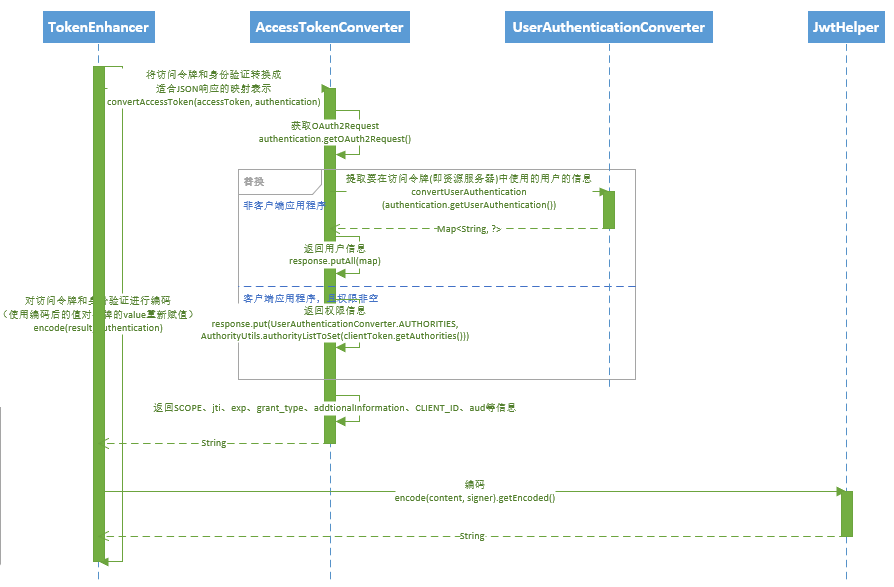 TokenEnhancer
AccessTokenConverter
UserAuthenticationConverter
JwtHelper
将访问令牌和身份验证转换成
适合JSON响应的映射表示
convertAccessToken(accessToken, authentication)
获取OAuth2Request
authentication.getOAuth2Request()
替换
提取要在访问令牌(即资源服务器)中使用的用户的信息
convertUserAuthentication
(authentication.getUserAuthentication())
非客户端应用程序
Map<String, ?>
返回用户信息
response.putAll(map)
客户端应用程序，且权限非空
返回权限信息
response.put(UserAuthenticationConverter.AUTHORITIES,
AuthorityUtils.authorityListToSet(clientToken.getAuthorities()))
对访问令牌和身份验证进行编码
（使用编码后的值对令牌的value重新赋值）
encode(result, authentication)
返回SCOPE、jti、exp、grant_type、addtionalInformation、CLIENT_ID、aud等信息
String
编码
encode(content, signer).getEncoded()
String